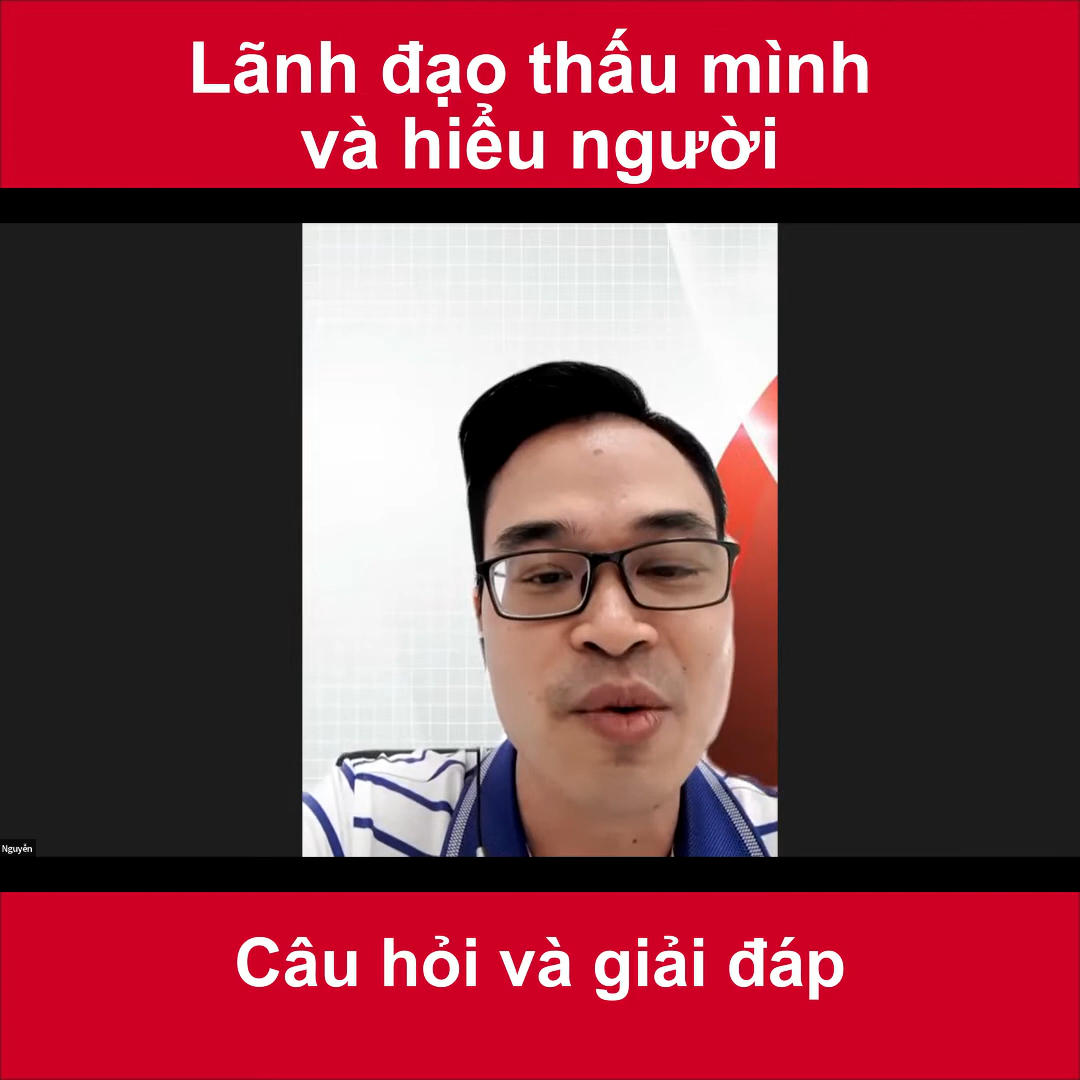 Lãnh đạo thấu mình
và hiểu người
Nguyễn
Câu hỏi và giải đáp